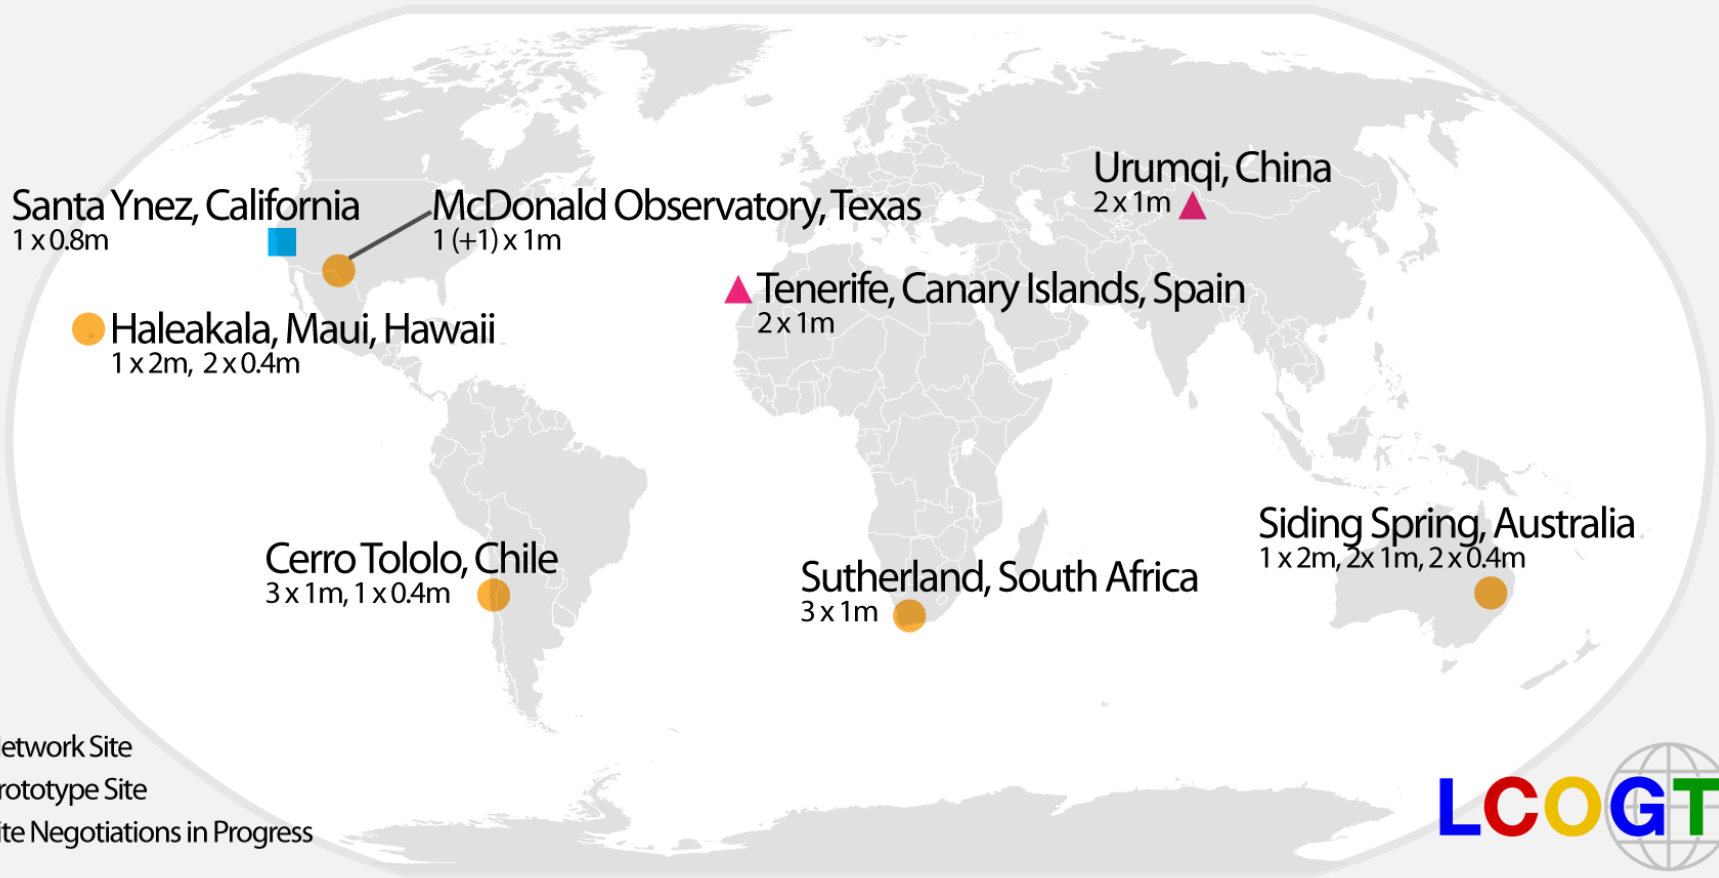 Urumqi, China
2 x 1m
Santa Ynez, California
1 x 0.8m
McDonald Observatory, Texas
1 (+1) x 1m
Tenerife, Canary Islands, Spain
2 x 1m
Haleakala, Maui, Hawaii
1 x 2m, 2 x 0.4m
Siding Spring, Australia
1 x 2m, 2x 1m, 2 x 0.4m
Cerro Tololo, Chile
3 x 1m, 1 x 0.4m
Sutherland, South Africa
3 x 1m
etwork Site
rototype Site
ite Negotiations in Progress
LCOGT